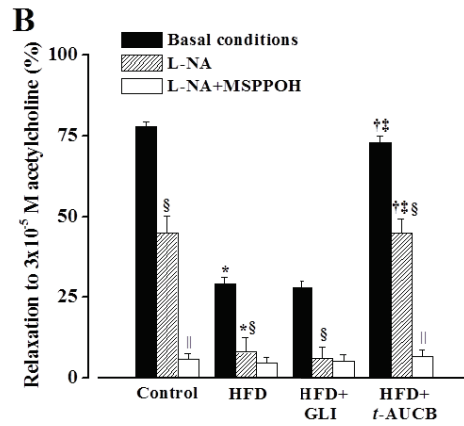 B
Basal conditions
L-NA
L-NA+MSPPOH
Relaxation to 3x10⁻⁵ M acetylcholine (%)
100
75
50
25
0
§
||
*
*§
§
†‡
†‡§
||
Control
HFD
HFD+
GLI
HFD+
t-AUCB